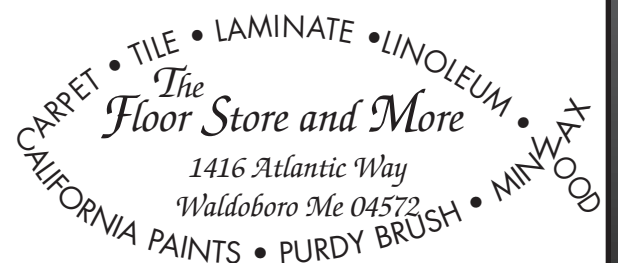 CARPET • TILE • LAMINATE • LINOLEUM • WOOD
The
Floor Store and More
1416 Atlantic Way
Waldoboro Me 04572
CALIFORNIA PAINTS • PURDY BRUSH • MINWAX